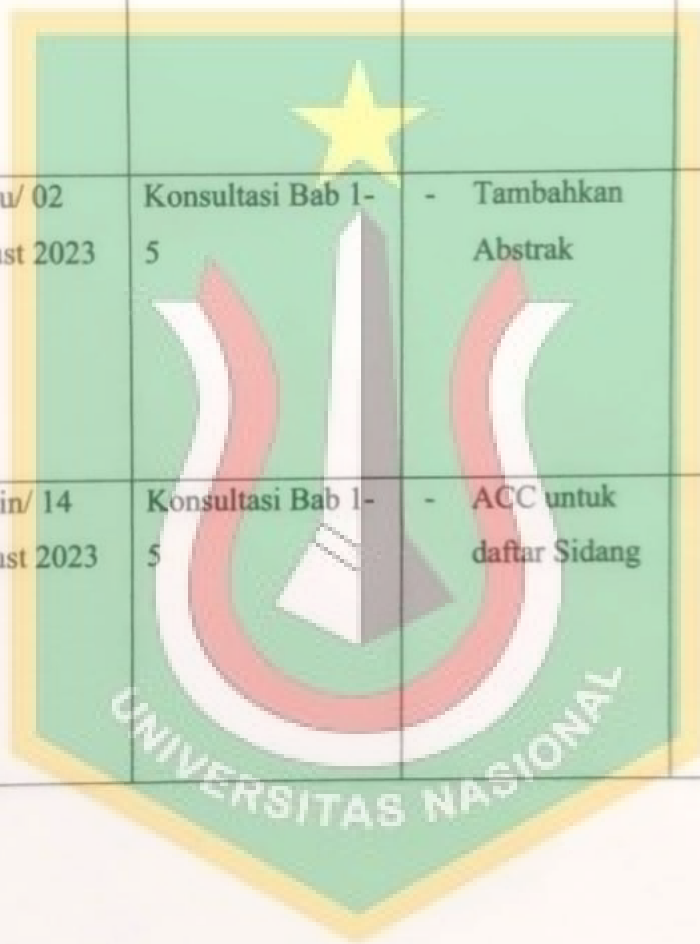 u/ 02 Konsultasi Bab 1- - Tambahkan
ust 2023 5 Abstrak
in/ 14 Konsultasi Bab 1- - ACC untuk
ust 2023 5 daftar Sidang
UNIVERSITAS NASIONAL